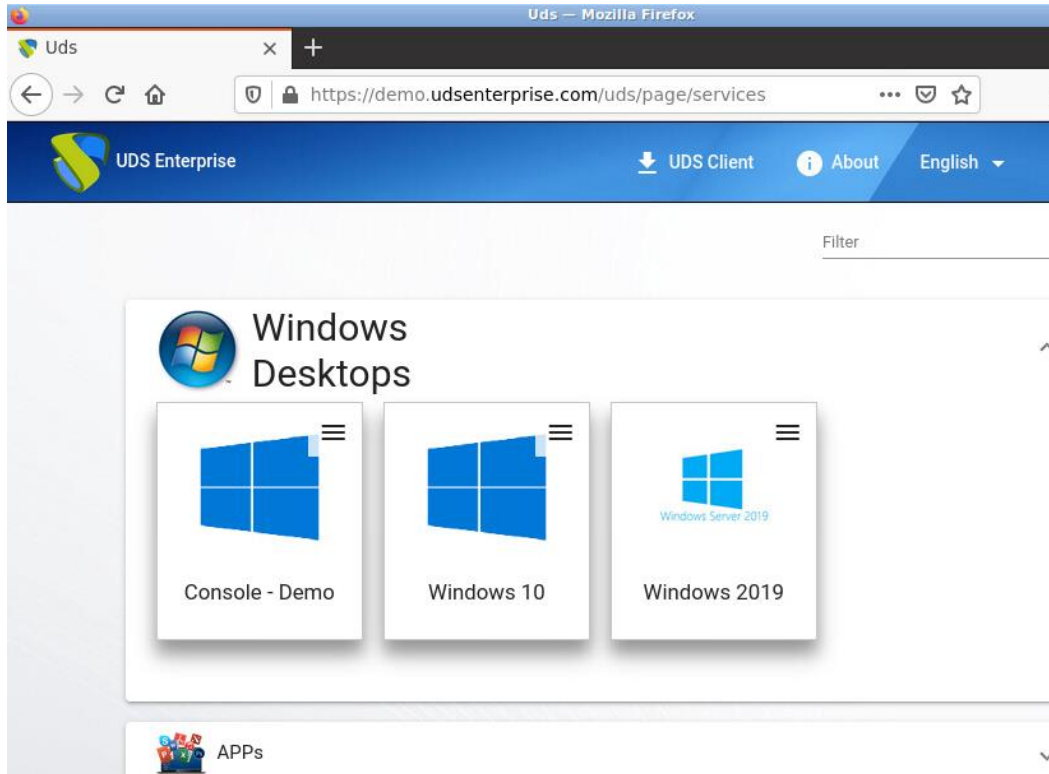 Uds — Mozilla Firefox
Uds
https://demo.udsenterprise.com/uds/page/services
UDS Enterprise
UDS Client
About
English
Filter
Windows
Desktops
Windows Server 2019
Console - Demo
Windows 10
Windows 2019
APPs